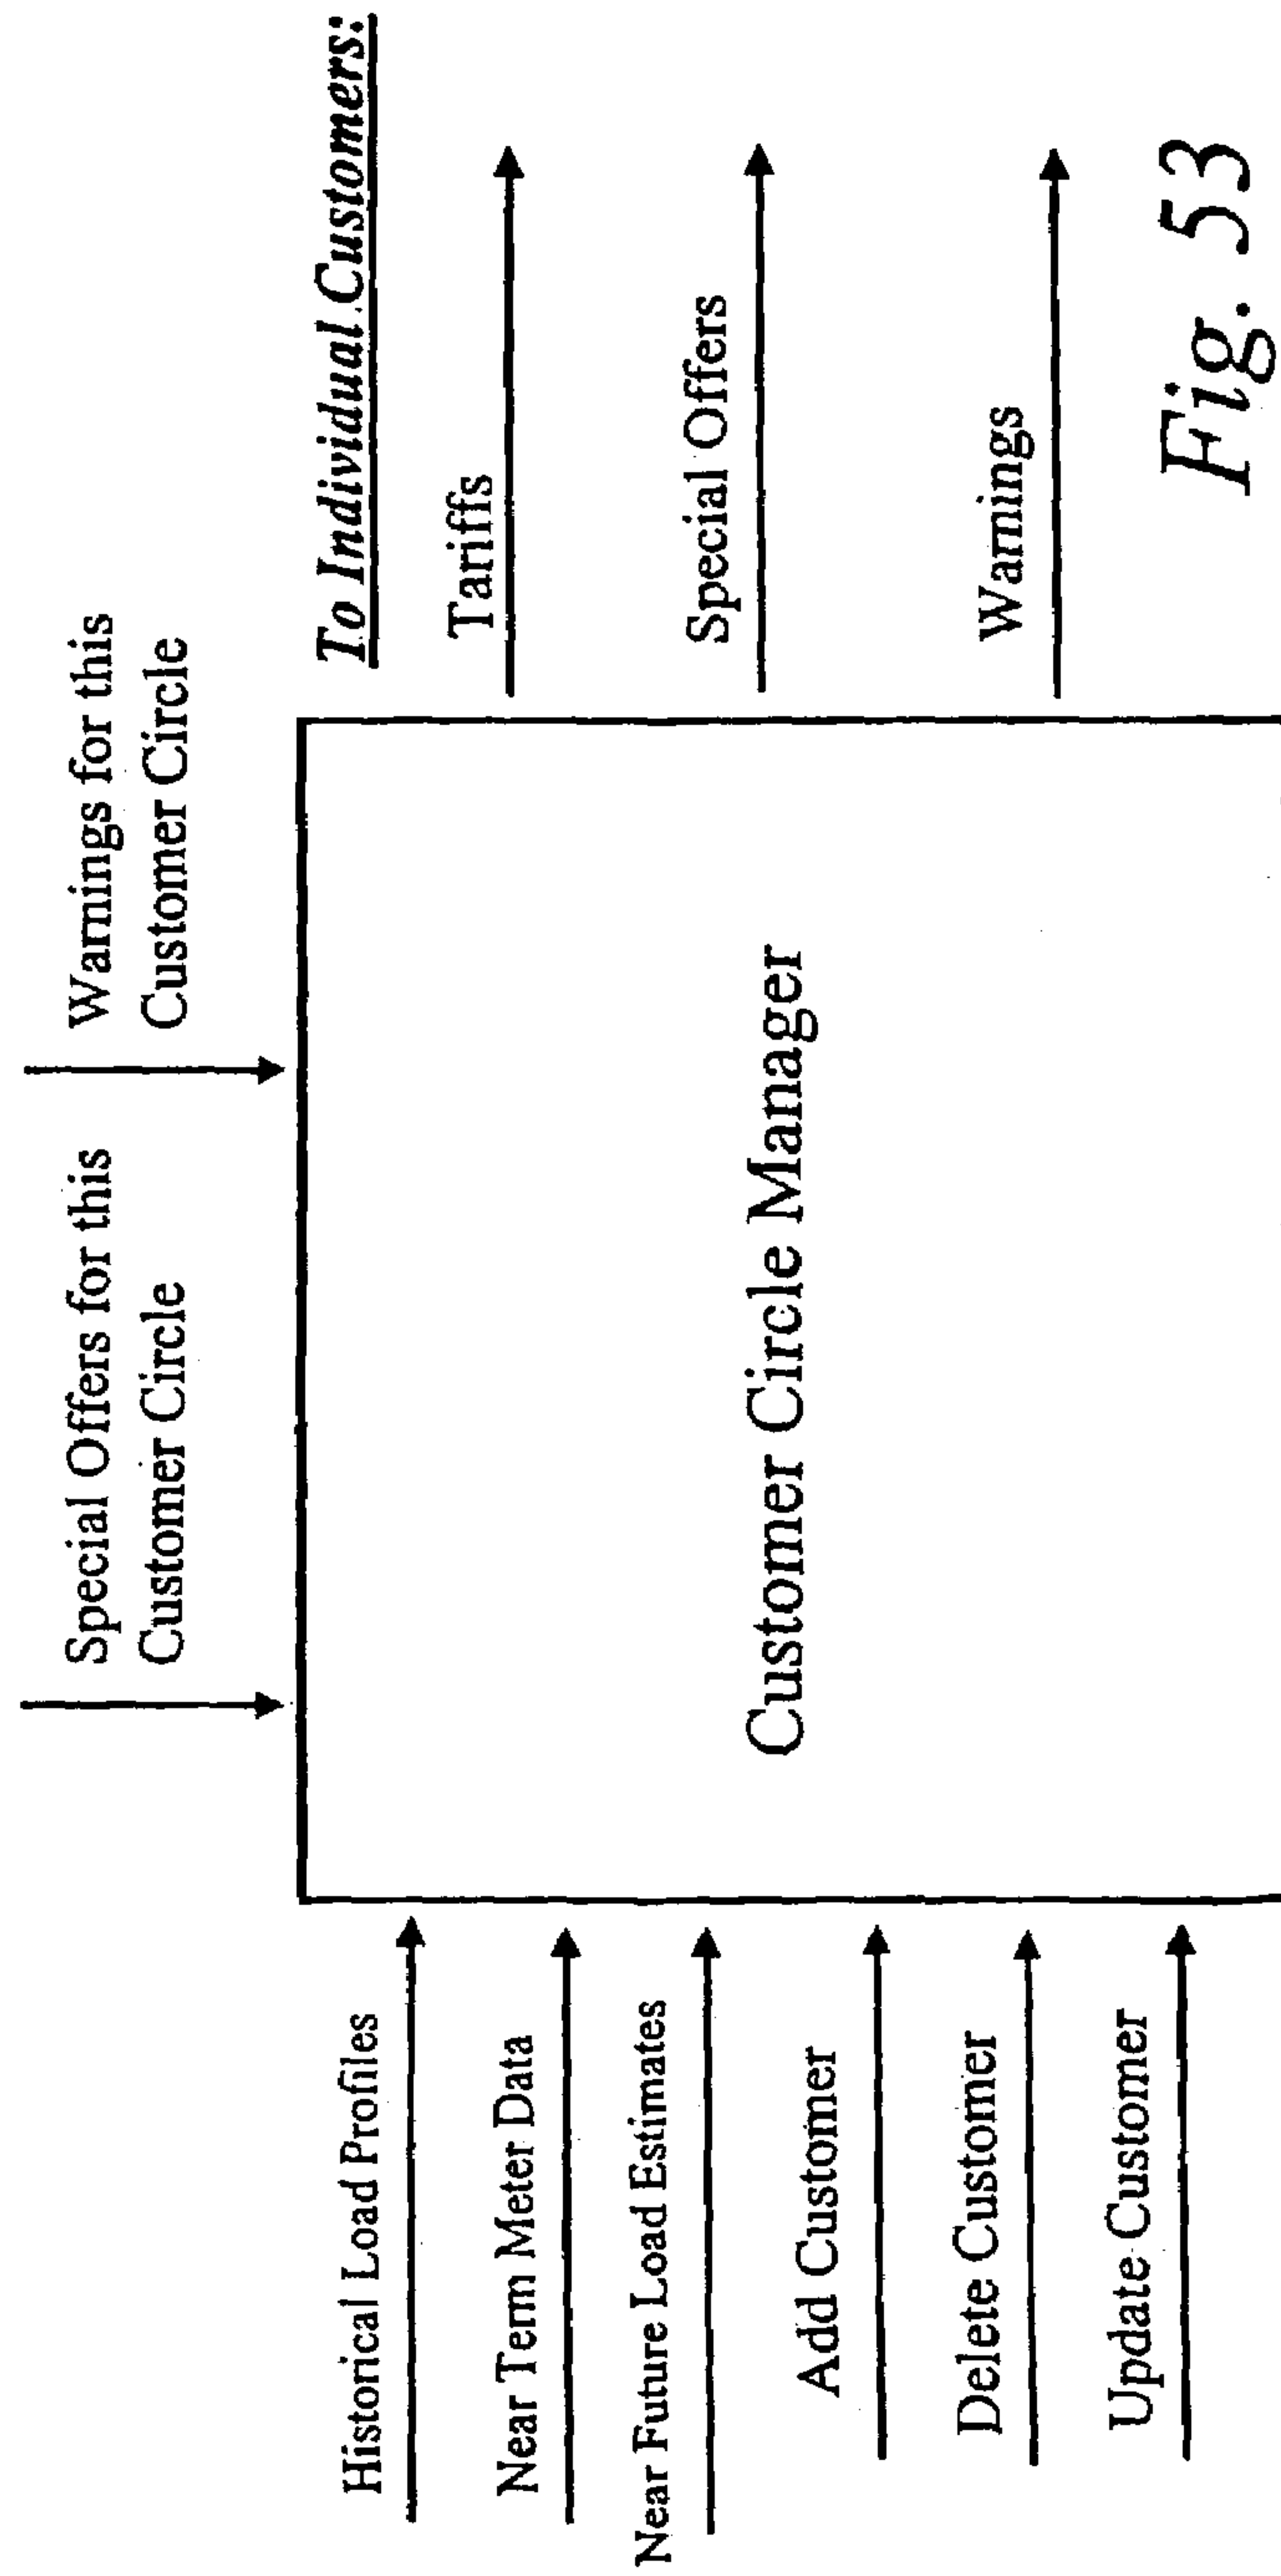 Special Offers for this
Customer Circle
Warnings for this
Customer Circle
Historical Load Profiles
Near Term Meter Data
Near Future Load Estimates
Add Customer
Delete Customer
Update Customer
Customer Circle Manager
To Individual Customers:
Tariffs
Special Offers
Warnings
Fig. 53